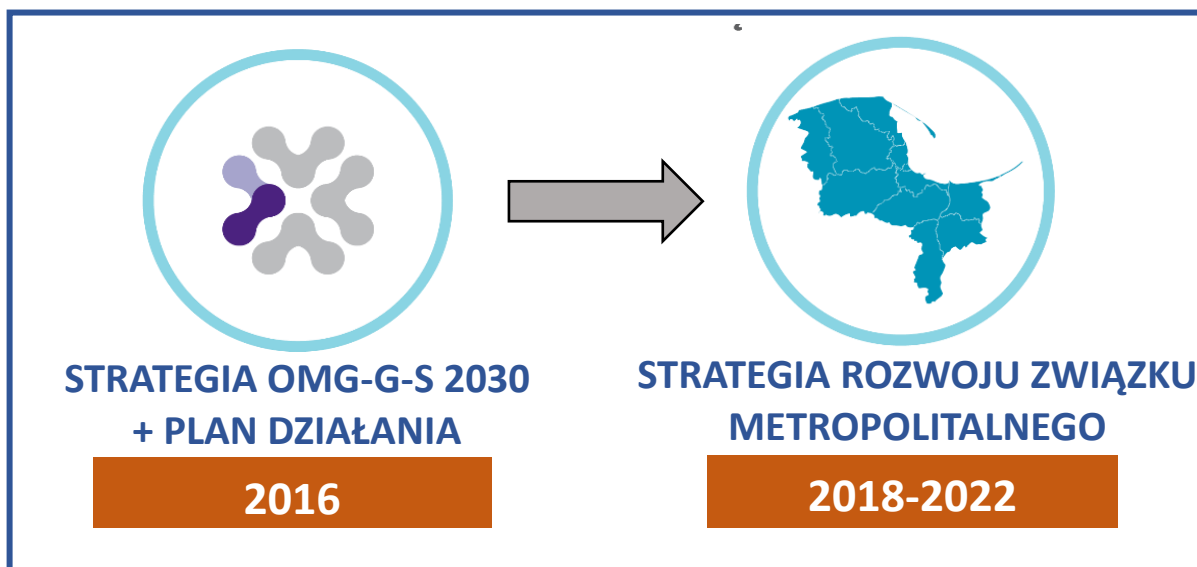 STRATEGIA OMG-G-S 2030
+ PLAN DZIAŁANIA
2016
STRATEGIA ROZWOJU ZWIĄZKU
METROPOLITALNEGO
2018-2022